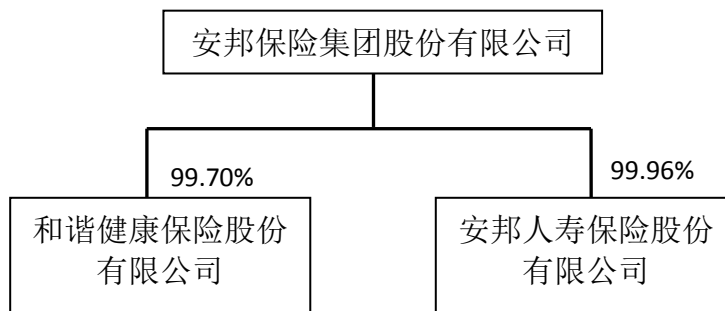 安邦保险集团股份有限公司
99.70%
99.96%
和谐健康保险股份
有限公司
安邦人寿保险股份
有限公司